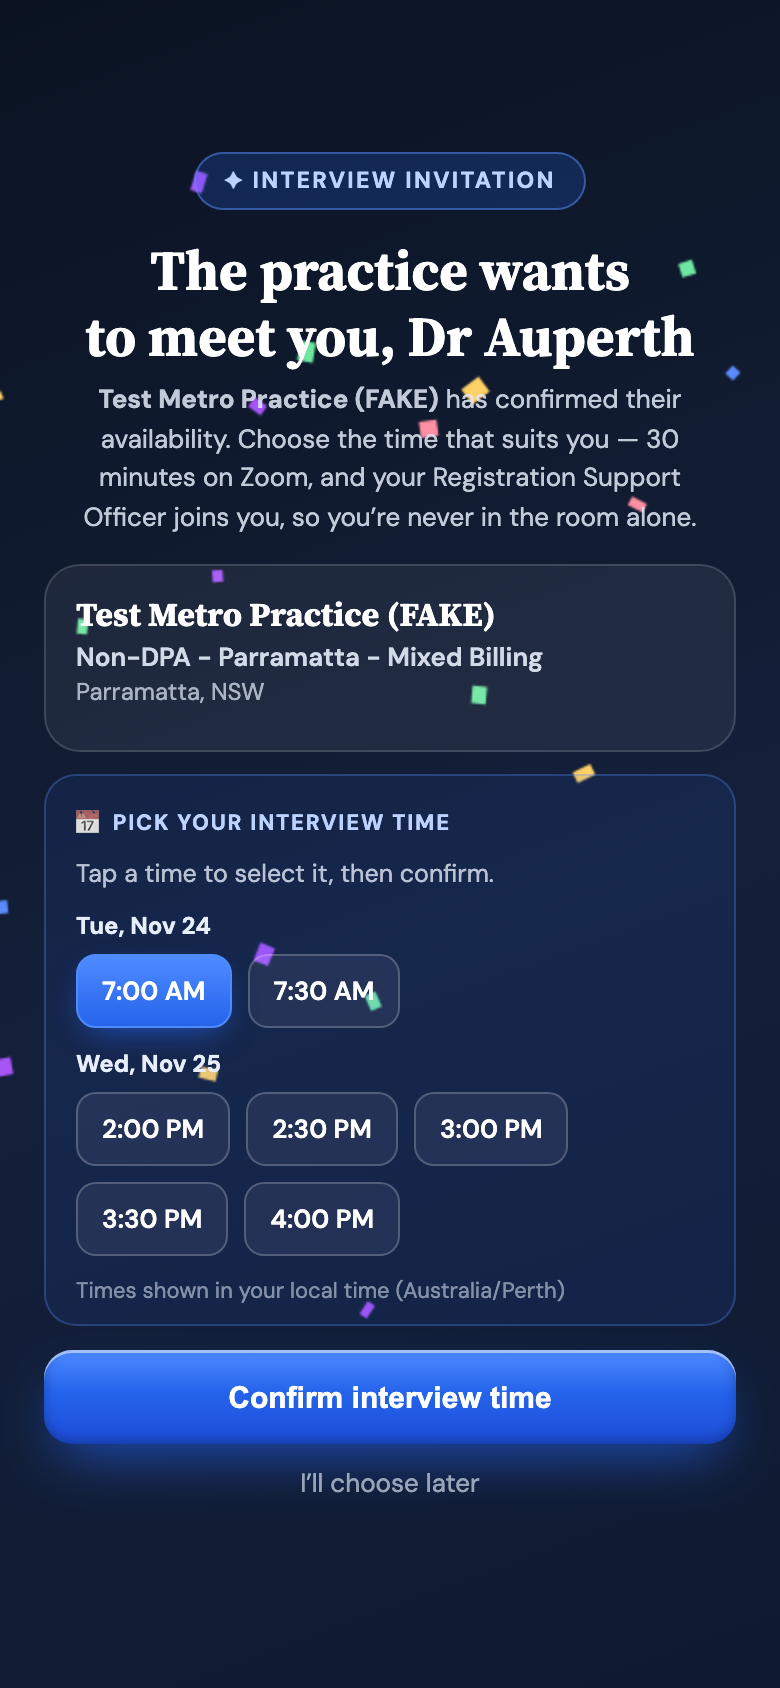 ✦ INTERVIEW INVITATION
The practice wants
to meet you, Dr Auperth
Test Metro Practice (FAKE) has confirmed their
availability. Choose the time that suits you — 30
minutes on Zoom, and your Registration Support
Officer joins you, so you’re never in the room alone.
Test Metro Practice (FAKE)
Non-DPA - Parramatta - Mixed Billing
Parramatta, NSW
📅 PICK YOUR INTERVIEW TIME
Tap a time to select it, then confirm.
Tue, Nov 24
7:00 AM 7:30 AM
Wed, Nov 25
2:00 PM 2:30 PM 3:00 PM
3:30 PM 4:00 PM
Times shown in your local time (Australia/Perth)
Confirm interview time
I’ll choose later